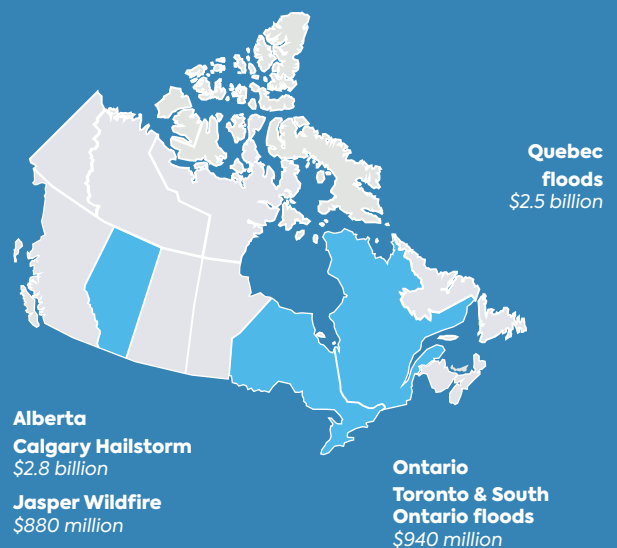 Quebec
floods
$2.5 billion
Alberta
Calgary Hailstorm
$2.8 billion
Jasper Wildfire
$880 million
Ontario
Toronto & South
Ontario floods
$940 million